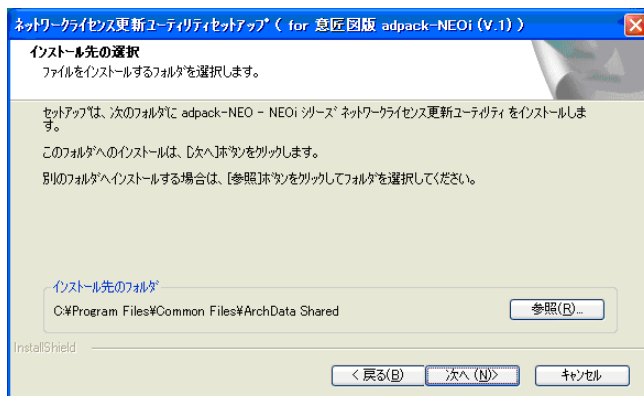 ネットワークライセンス更新ユーティリティセットアップ ( for 意匠図版 adpack-NEOi (V.1) )
インストール先の選択
ファイルをインストールするフォルダを選択します。
セットアップは、次のフォルダに adpack-NEO - NEOi シリーズ ネットワークライセンス更新ユーティリティ をインストールしま
す。
このフォルダへのインストールは、[次へ]ボタンをクリックします。
別のフォルダへインストールする場合は、[参照]ボタンをクリックしてフォルダを選択してください。
インストール先のフォルダ
C:¥Program Files¥Common Files¥ArchData Shared
参照(R)...
InstallShield
< 戻る(B)
次へ (N)>
キャンセル